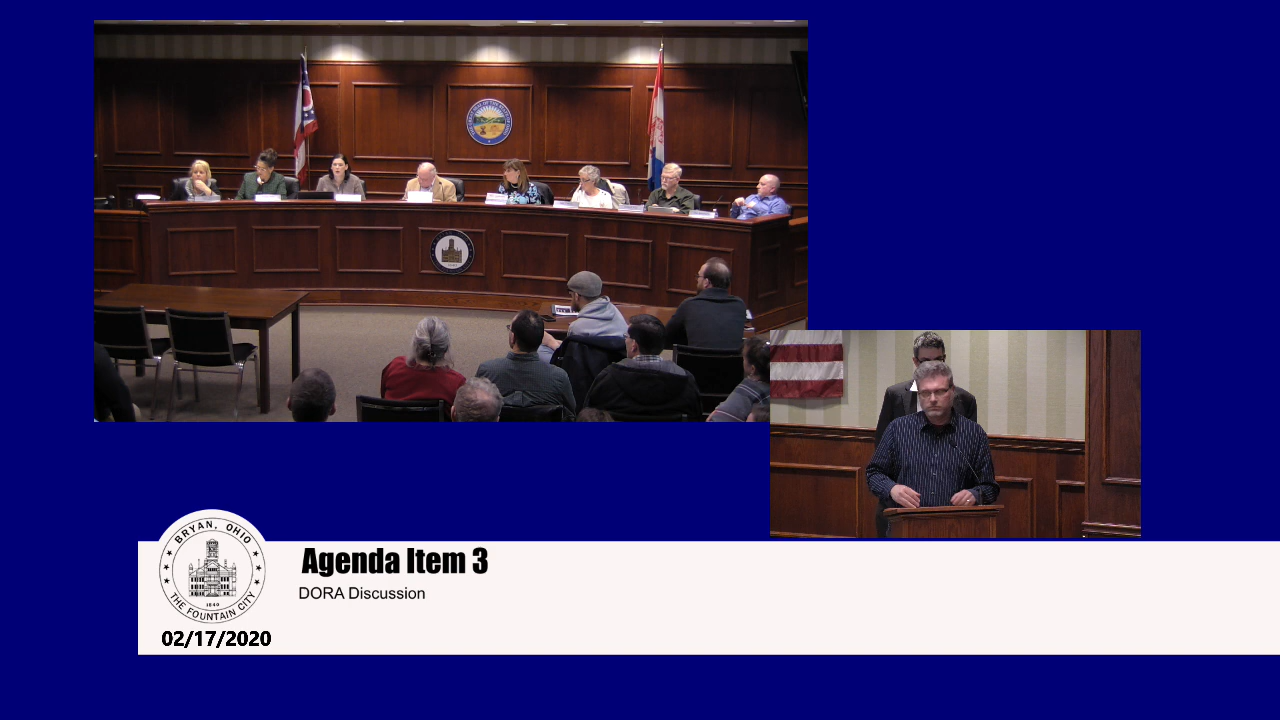 Agenda Item 3
DORA Discussion
BRYAN, OHIO
1840
THE FOUNTAIN CITY
02/17/2020